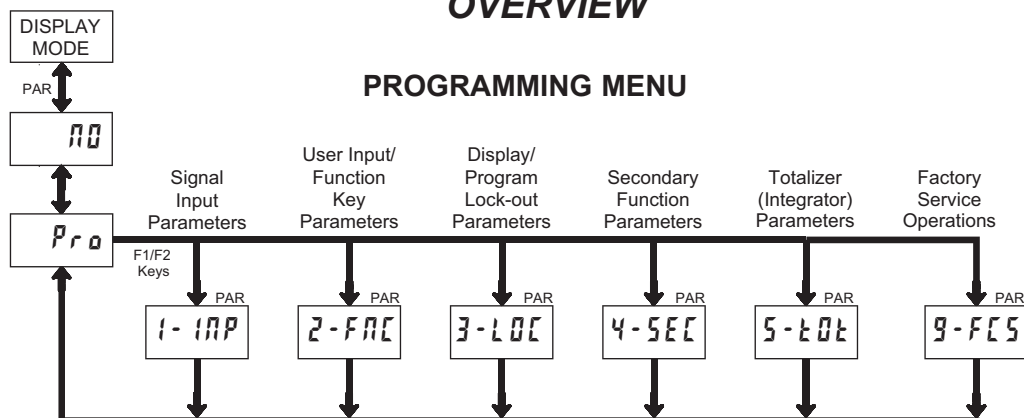 OVERVIEW
DISPLAY
MODE
PAR
PROGRAMMING MENU
NO
Pro
F1/F2
Keys
Signal
Input
Parameters
User Input/
Function
Key
Parameters
Display/
Program
Lock-out
Parameters
Secondary
Function
Parameters
Totalizer
(Integrator)
Parameters
Factory
Service
Operations
PAR
1-INP
PAR
2-FNC
PAR
3-LOC
PAR
4-SEC
PAR
5-tOt
PAR
9-FCS